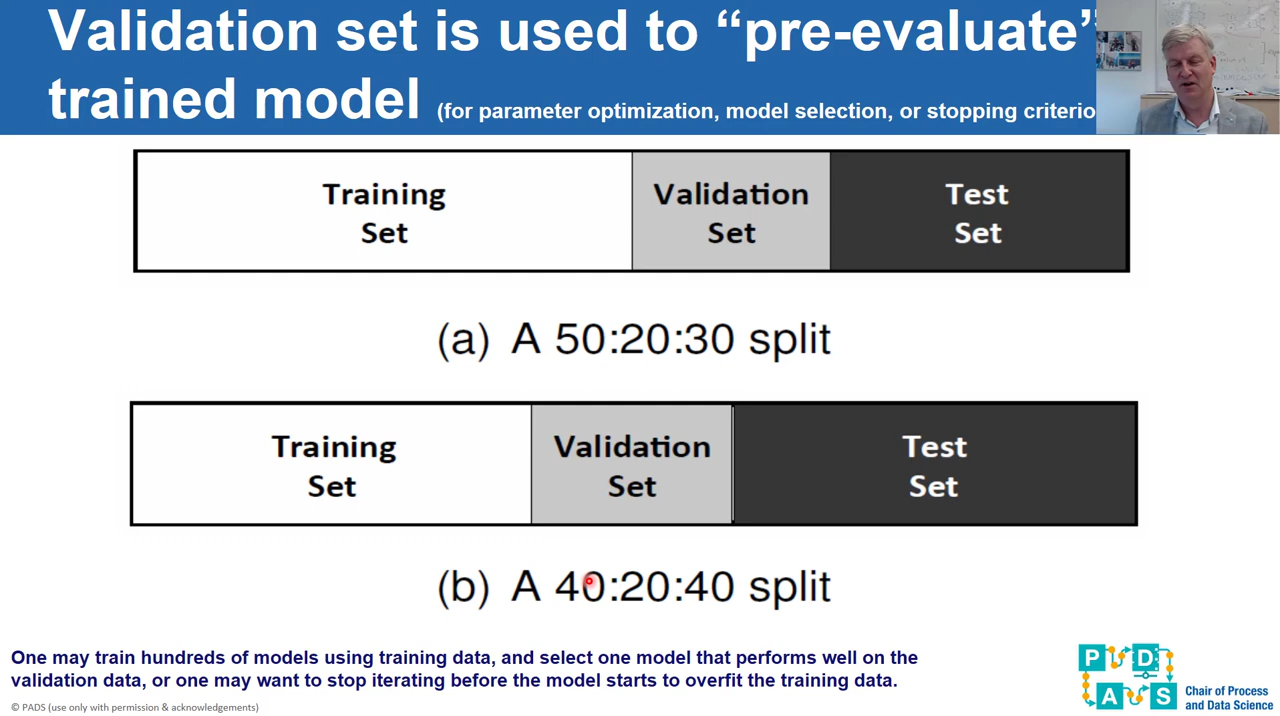 Validation set is used to “pre-evaluate”
trained model (for parameter optimization, model selection, or stopping criterio
Training
Set
Validation
Set
Test
Set
(a) A 50:20:30 split
Training
Set
Validation
Set
Test
Set
(b) A 40:20:40 split
One may train hundreds of models using training data, and select one model that performs well on the
validation data, or one may want to stop iterating before the model starts to overfit the training data.
P D
A S
Chair of Process
and Data Science
© PADS (use only with permission & acknowledgements)